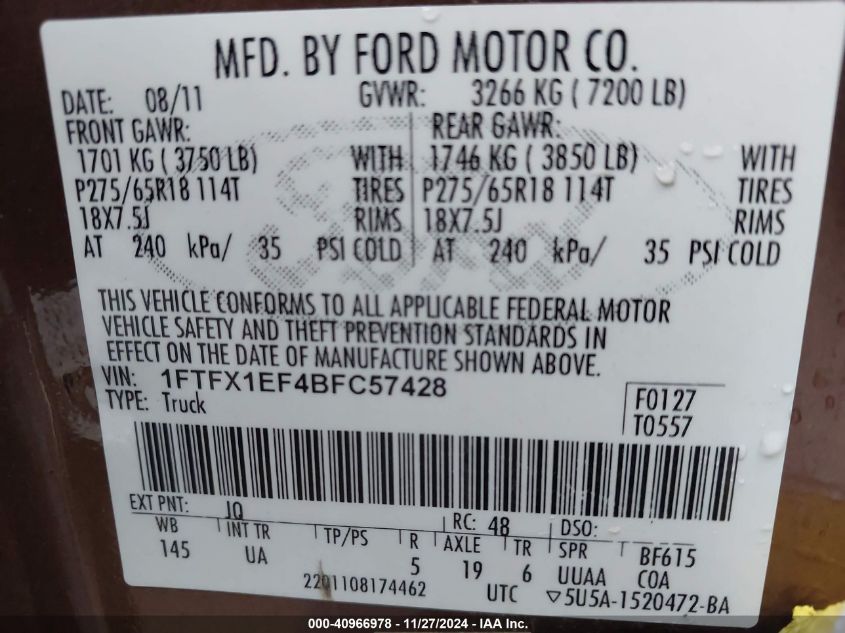 MFD. BY FORD MOTOR CO.
DATE: 08/11 GVWR: 3266 KG ( 7200 LB)
FRONT GAWR: REAR GAWR:
1701 KG ( 3750 LB) WITH 1746 KG ( 3850 LB) WITH
P275/65R18 114T TIRES P275/65R18 114T TIRES
18X7.5J RIMS 18X7.5J RIMS
AT 240 kPa/ 35 PSI COLD AT 240 kPa/ 35 PSI COLD
Ford
THIS VEHICLE CONFORMS TO ALL APPLICABLE FEDERAL MOTOR
VEHICLE SAFETY AND THEFT PREVENTION STANDARDS IN
EFFECT ON THE DATE OF MANUFACTURE SHOWN ABOVE.
VIN: 1FTFX1EF4BFC57428
TYPE: Truck
F0127
T0557
EXT PNT: JQ RC: 48 DSO:
WB INT TR TP/PS R AXLE TR SPR BF615
145 UA 5 19 6 UUAA COA
2201108174462 UTC ▽5U5A-1520472-BA
000-40966978 - 11/27/2024 - IAA Inc.